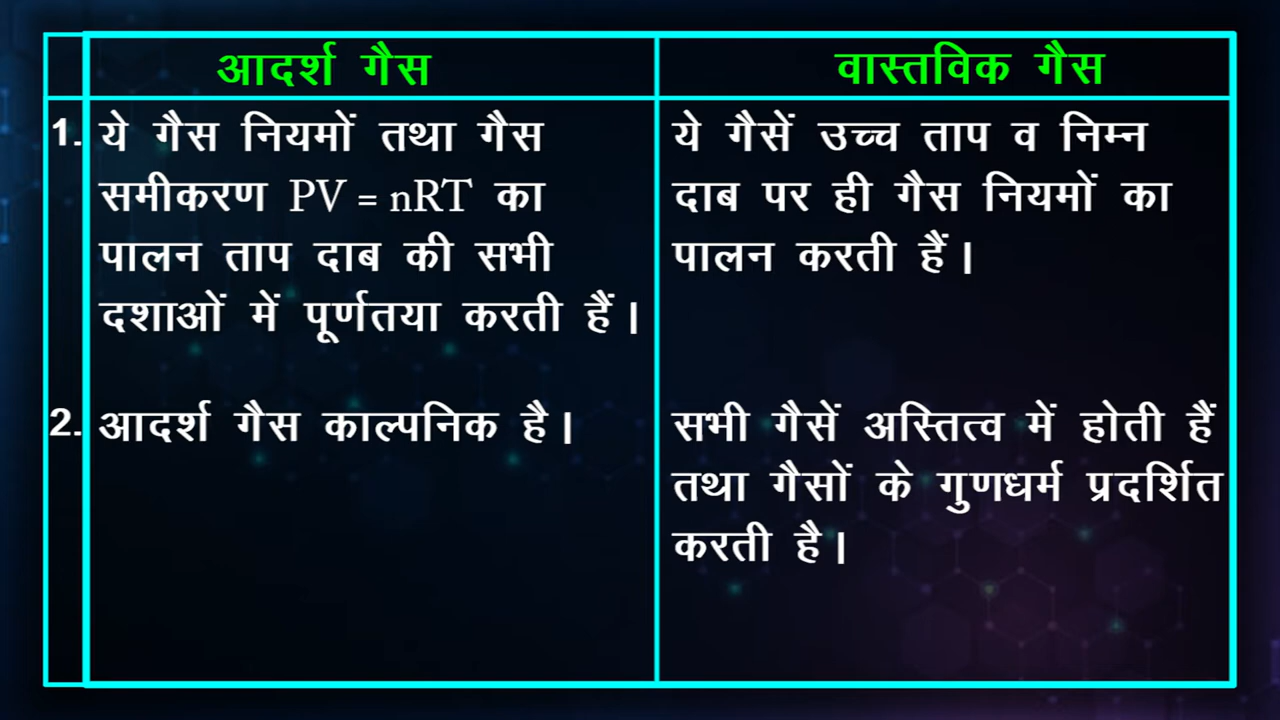 आदर्श गैस
वास्तविक गैस
1. ये गैस नियमों तथा गैस
समीकरण PV = nRT का
पालन ताप दाब की सभी
दशाओं में पूर्णतया करती हैं।
ये गैसें उच्च ताप व निम्न
दाब पर ही गैस नियमों का
पालन करती हैं।
2. आदर्श गैस काल्पनिक है।
सभी गैसें अस्तित्व में होती हैं
तथा गैसों के गुणधर्म प्रदर्शित
करती है।